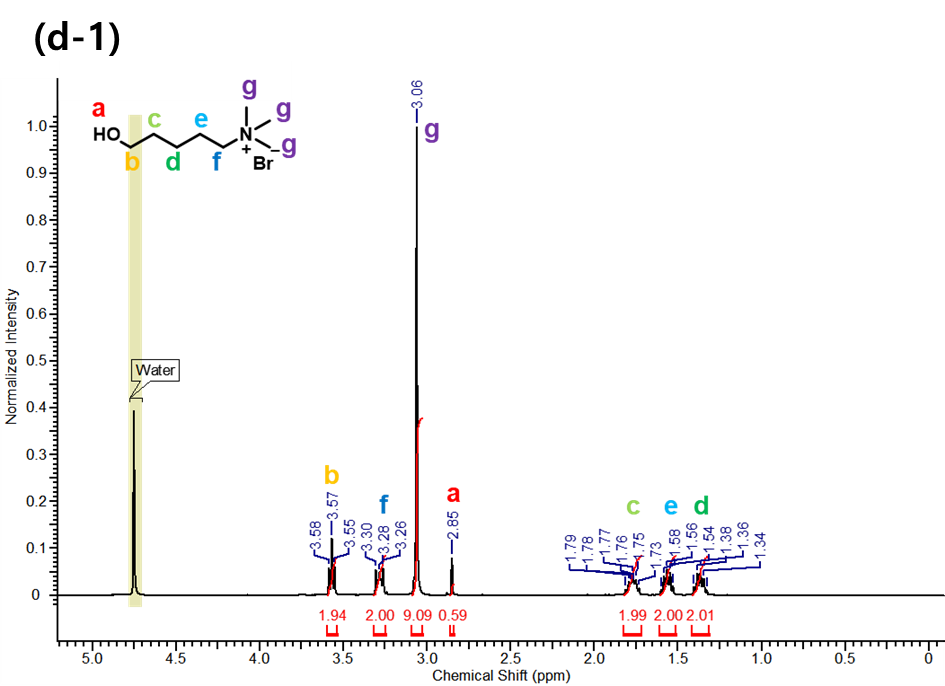 (d-1)
g
a
c
e
g
HO
N
+
g
b
d
f
Br
−
3.06
g
1.0
0.9
0.8
0.7
0.6
0.5
0.4
0.3
0.2
0.1
0
Normalized Intensity
Water
b
f
a
c
e
d
3.58
3.57
3.55
3.30
3.28
3.26
2.85
1.79
1.78
1.77
1.76
1.75
1.73
1.58
1.56
1.54
1.38
1.36
1.34
1.94
2.00
9.09
0.59
1.99
2.00
2.01
5.0
4.5
4.0
3.5
3.0
2.5
2.0
1.5
1.0
0.5
0
Chemical Shift (ppm)